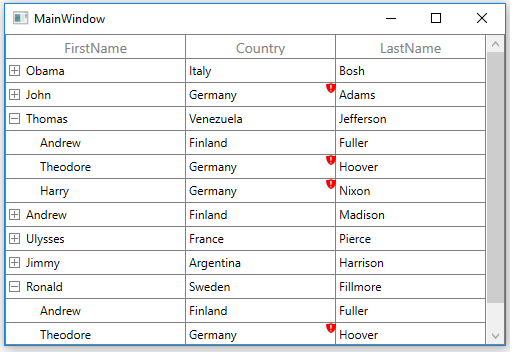 MainWindow
FirstName Country LastName
Obama Italy Bosh
John Germany Adams
Thomas Venezuela Jefferson
Andrew Finland Fuller
Theodore Germany Hoover
Harry Germany Nixon
Andrew Finland Madison
Ulysses France Pierce
Jimmy Argentina Harrison
Ronald Sweden Fillmore
Andrew Finland Fuller
Theodore Germany Hoover